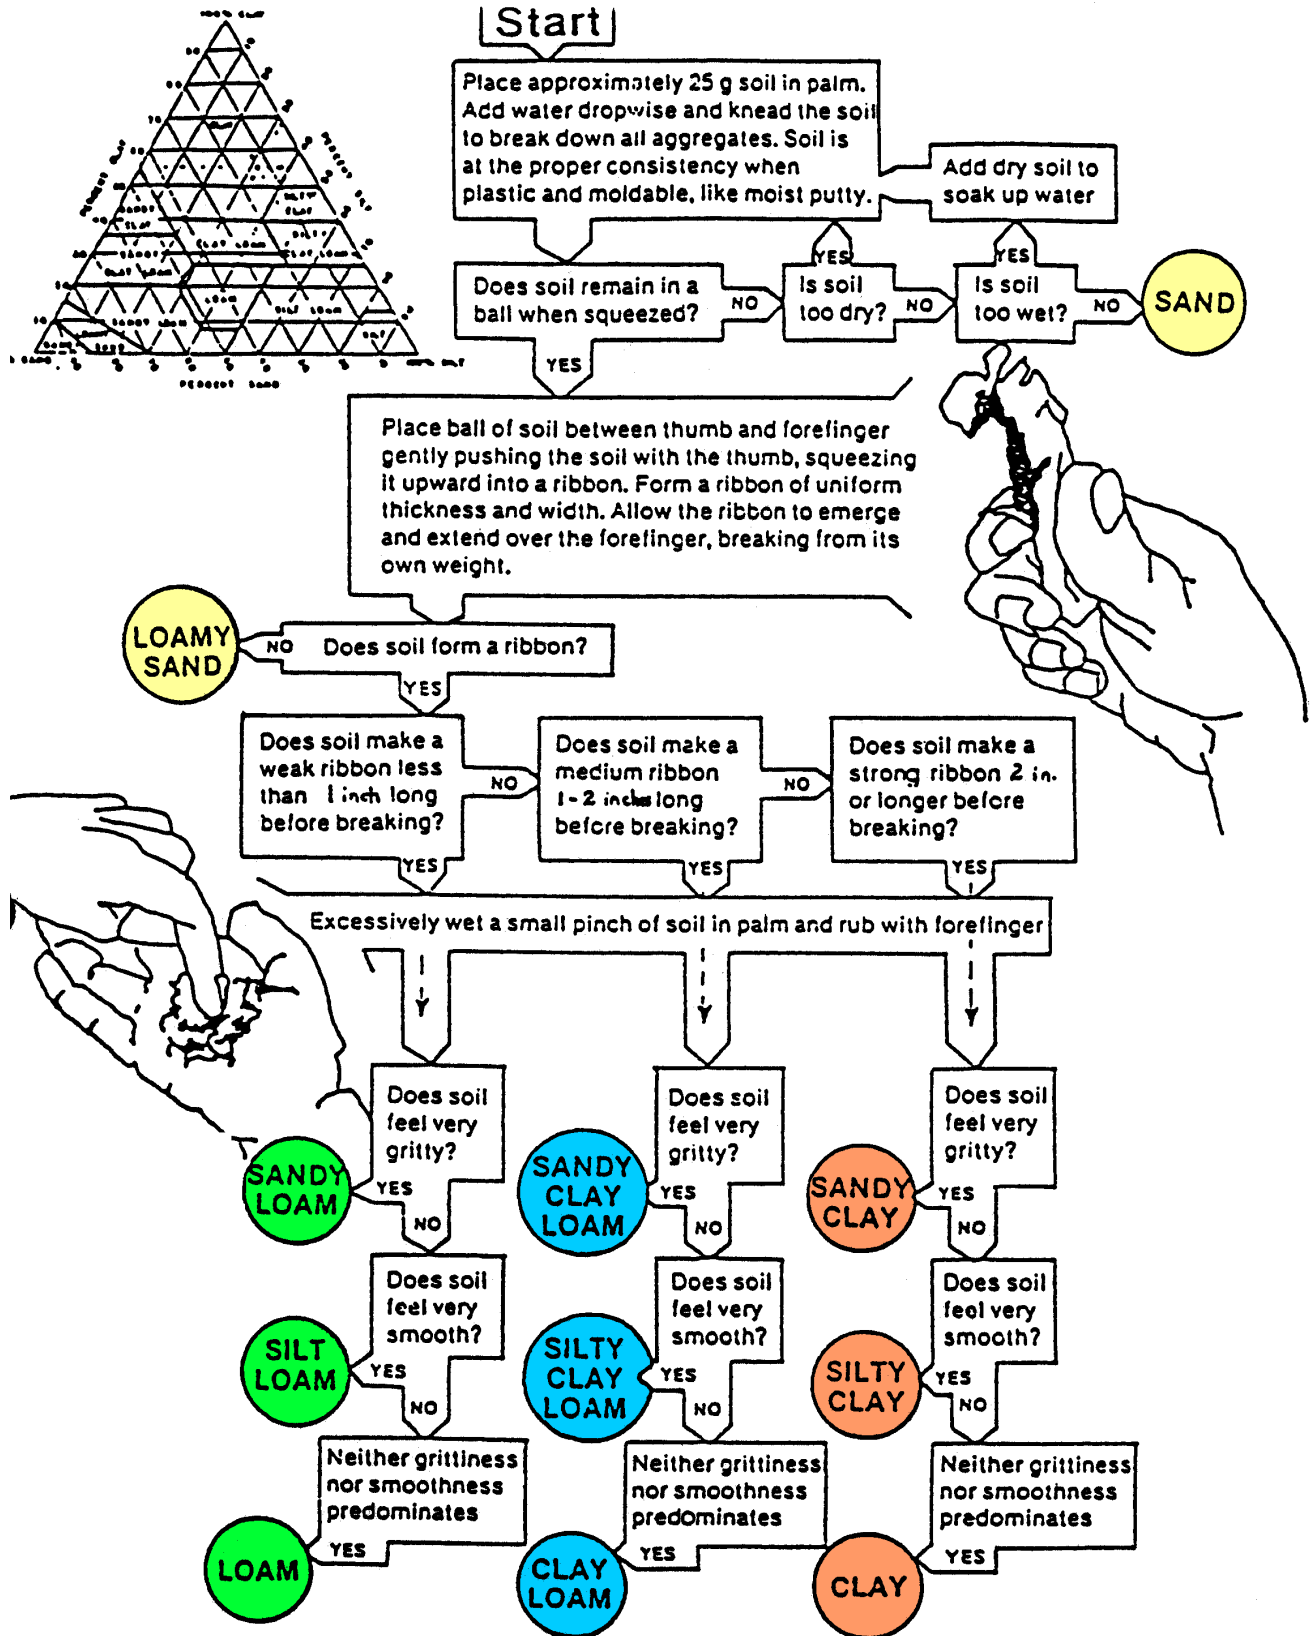 Start
Place approximately 25 g soil in palm.
Add water dropwise and knead the soil
to break down all aggregates. Soil is
at the proper consistency when
plastic and moldable, like moist putty.
Add dry soil to
soak up water
YES
YES
Does soil remain in a
ball when squeezed?
NO
Is soil
too dry?
NO
Is soil
too wet?
NO
SAND
YES
CLAY LOAM
LOAM
SILT LOAM
SANDY LOAM
PERCENT SAND
Place ball of soil between thumb and forefinger
gently pushing the soil with the thumb, squeezing
it upward into a ribbon. Form a ribbon of uniform
thickness and width. Allow the ribbon to emerge
and extend over the forefinger, breaking from its
own weight.
LOAMY
SAND
NO
Does soil form a ribbon?
YES
Does soil make a
weak ribbon less
than 1 inch long
before breaking?
NO
Does soil make a
medium ribbon
1-2 inches long
before breaking?
NO
Does soil make a
strong ribbon 2 in.
or longer before
breaking?
YES
YES
YES
Excessively wet a small pinch of soil in palm and rub with forefinger
Does soil
feel very
gritty?
Does soil
feel very
gritty?
Does soil
feel very
gritty?
SANDY
LOAM
YES
NO
SANDY
CLAY
LOAM
YES
NO
SANDY
CLAY
YES
NO
Does soil
feel very
smooth?
Does soil
feel very
smooth?
Does soil
feel very
smooth?
SILT
LOAM
YES
NO
SILTY
CLAY
LOAM
YES
NO
SILTY
CLAY
YES
NO
Neither grittiness
nor smoothness
predominates
Neither grittiness
nor smoothness
predominates
Neither grittiness
nor smoothness
predominates
LOAM
YES
CLAY
LOAM
YES
CLAY
YES